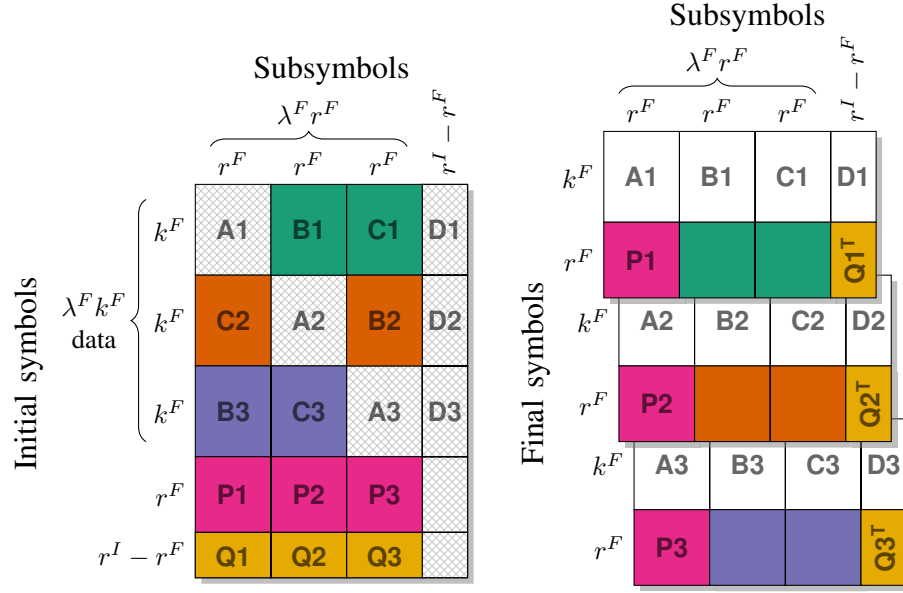 Subsymbols
λ^F r^F
r^F r^F r^F r^I − r^F
Initial symbols
λ^F k^F
data
k^F A1 B1 C1 D1
k^F C2 A2 B2 D2
k^F B3 C3 A3 D3
r^F P1 P2 P3
r^I − r^F Q1 Q2 Q3
Subsymbols
λ^F r^F
r^F r^F r^F r^I − r^F
Final symbols
k^F A1 B1 C1 D1
r^F P1 Q1^T
k^F A2 B2 C2 D2
r^F P2 Q2^T
k^F A3 B3 C3 D3
r^F P3 Q3^T